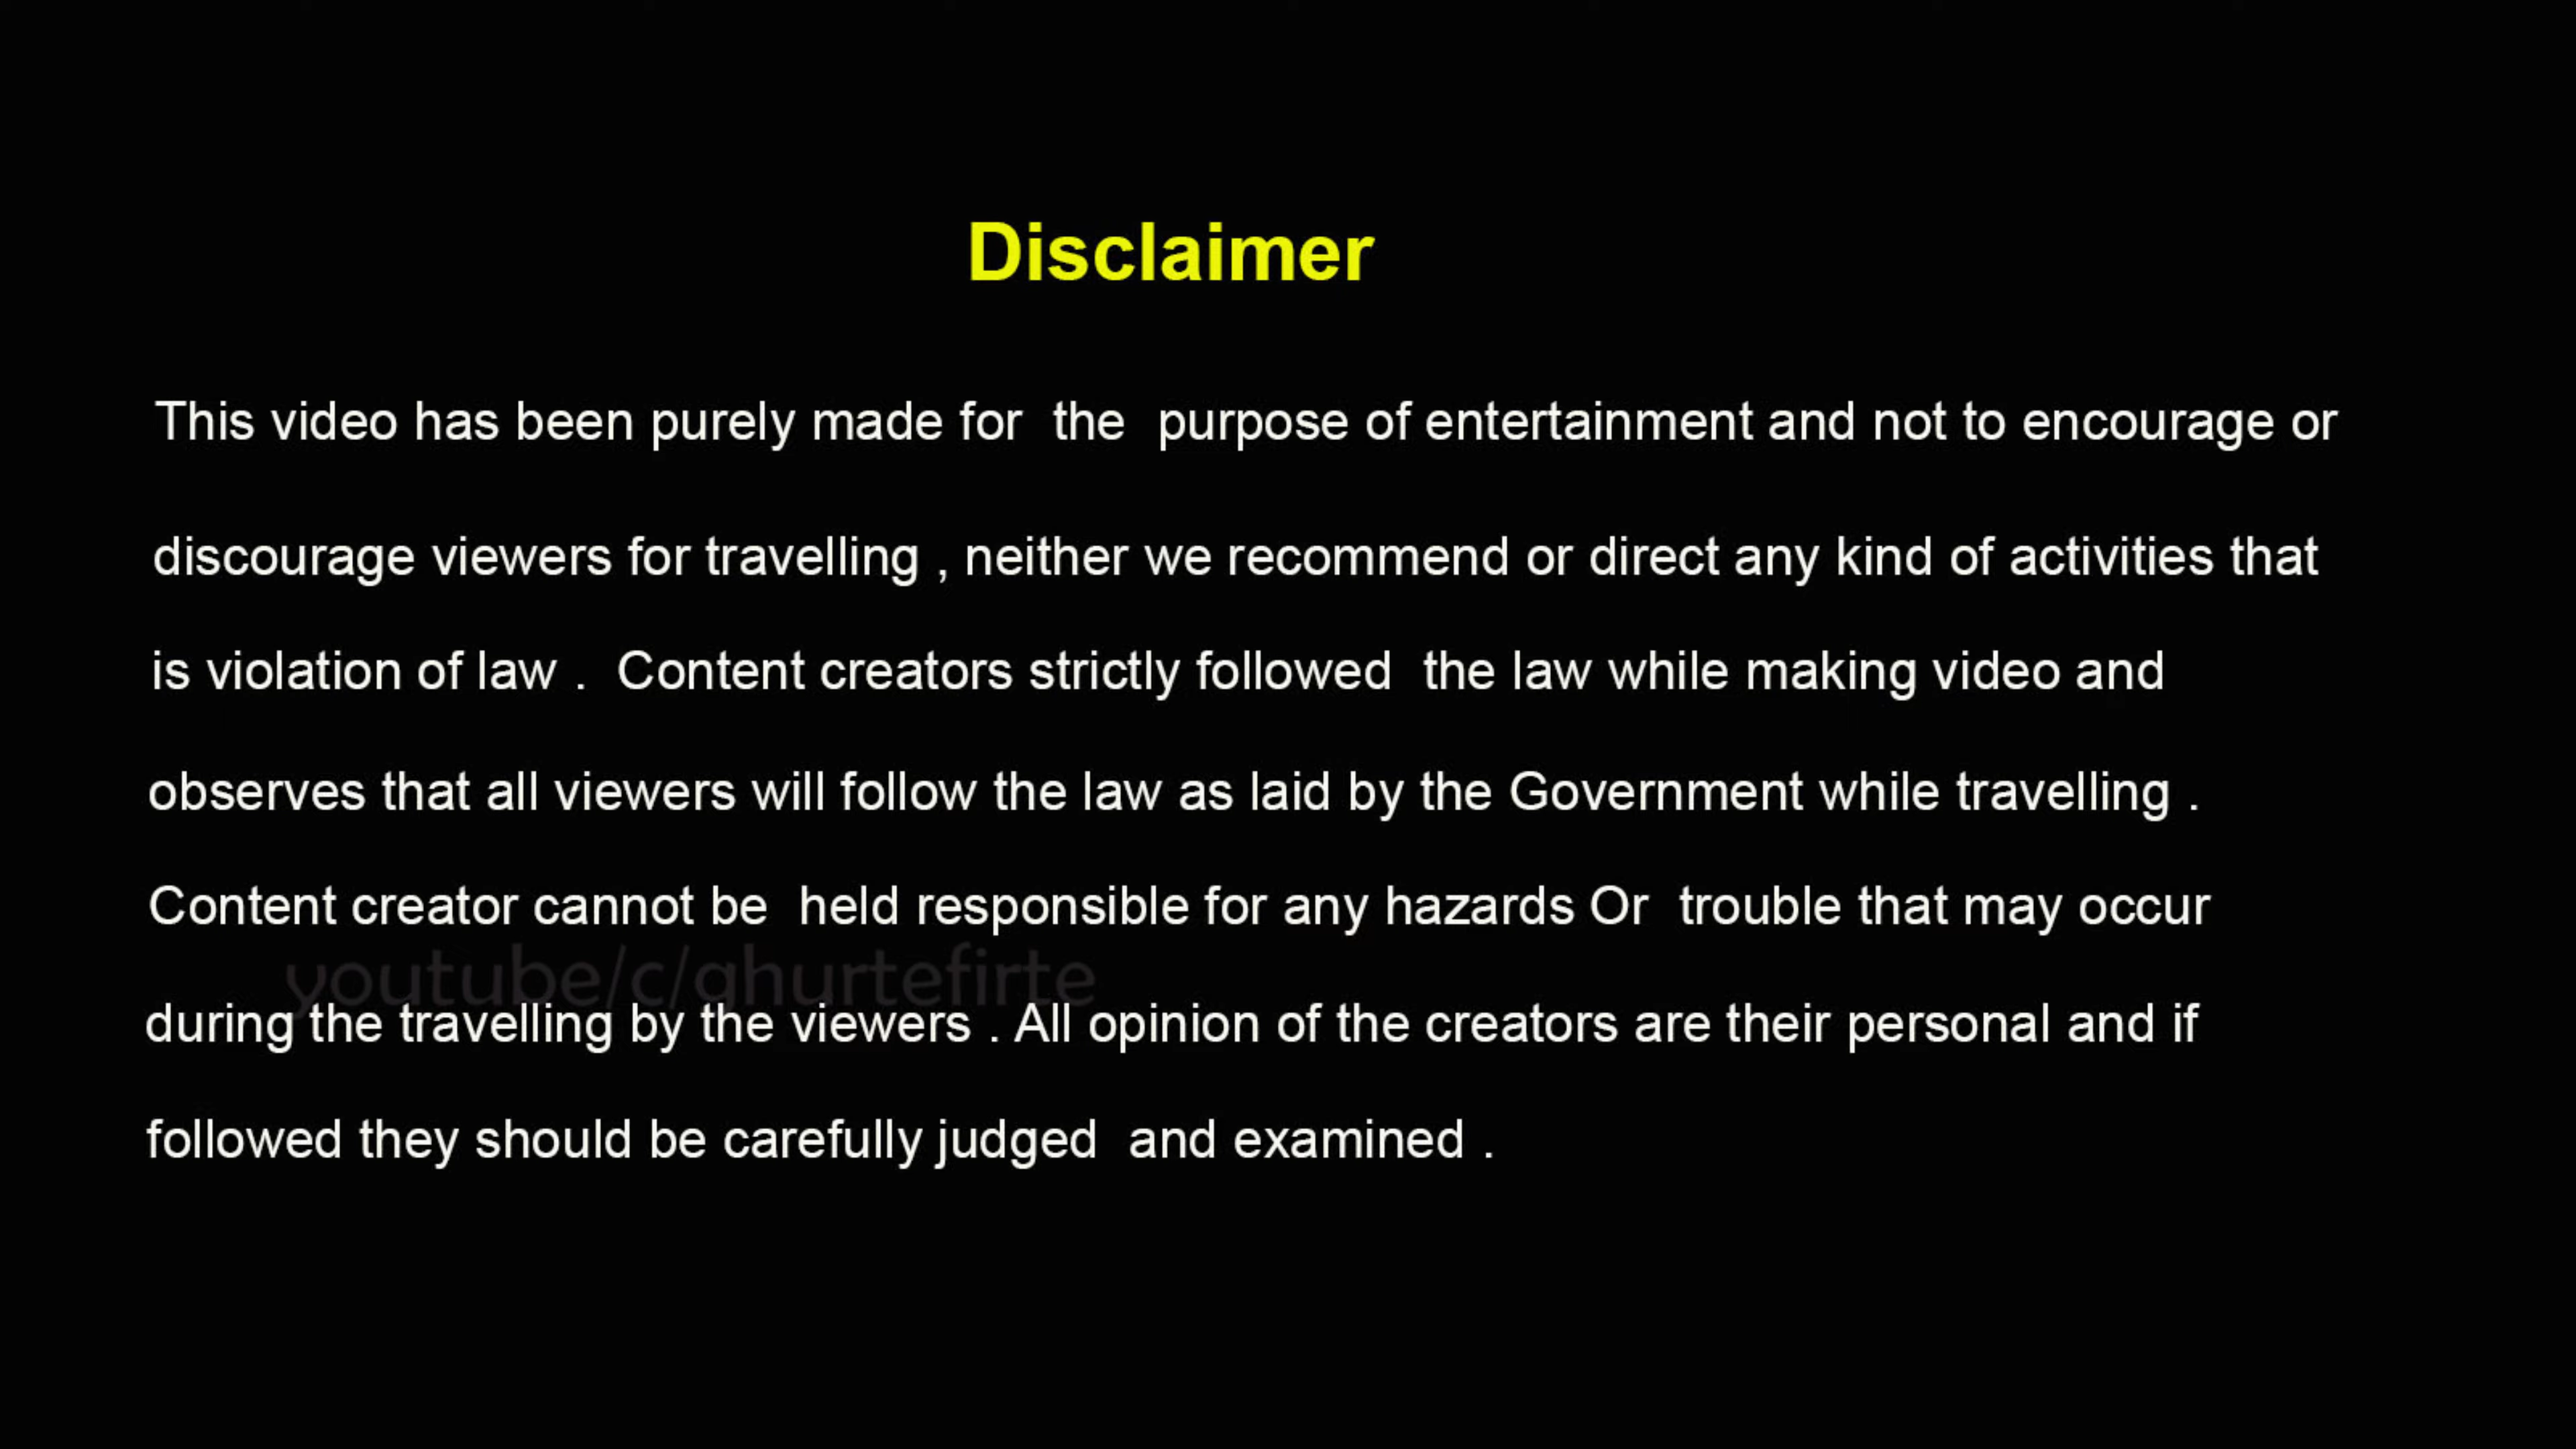 Disclaimer
This video has been purely made for the purpose of entertainment and not to encourage or
discourage viewers for travelling , neither we recommend or direct any kind of activities that
is violation of law . Content creators strictly followed the law while making video and
observes that all viewers will follow the law as laid by the Government while travelling .
Content creator cannot be held responsible for any hazards Or trouble that may occur
youtube/c/ghurtefirte
during the travelling by the viewers . All opinion of the creators are their personal and if
followed they should be carefully judged and examined .